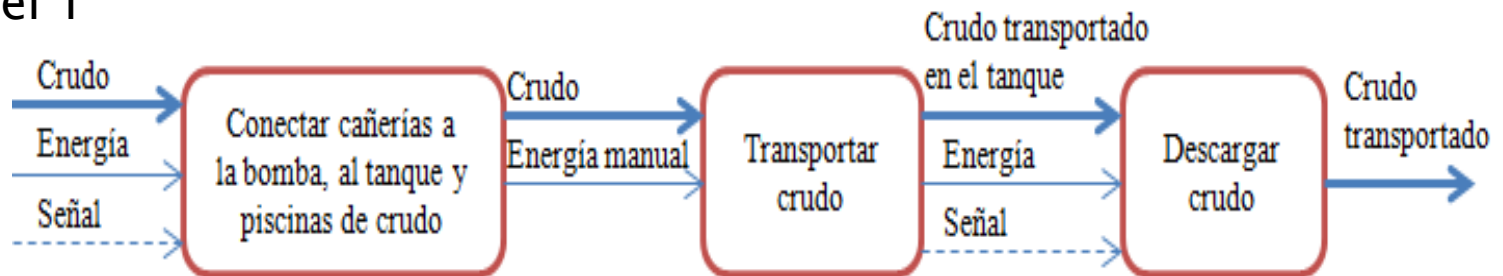 Crudo
Energía
Señal
Conectar cañerías a
la bomba, al tanque y
piscinas de crudo
Crudo
Energía manual
Transportar
crudo
Crudo transportado
en el tanque
Energía
Señal
Descargar
crudo
Crudo
transportado